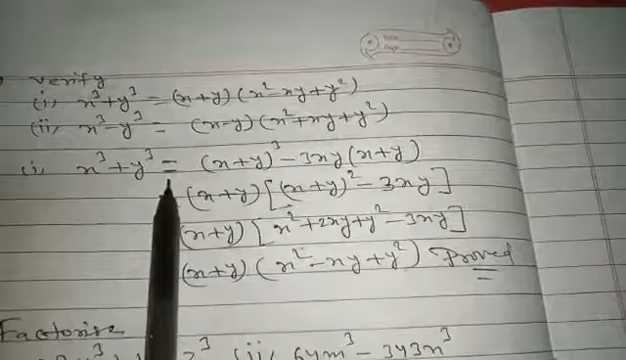 Verify
(i) x³+y³ = (x+y)(x² xy+y²)
(ii) x³-y³ = (x-y)(x²+xy+y²)
(i) x³+y³ = (x+y)³-3xy(x+y)
(x+y)[(x+y)²-3xy]
(x+y)[x²+2xy+y²-3xy]
(x+y)(x²-xy+y²) Proved
Factorise
(ii) 64m³-343n³